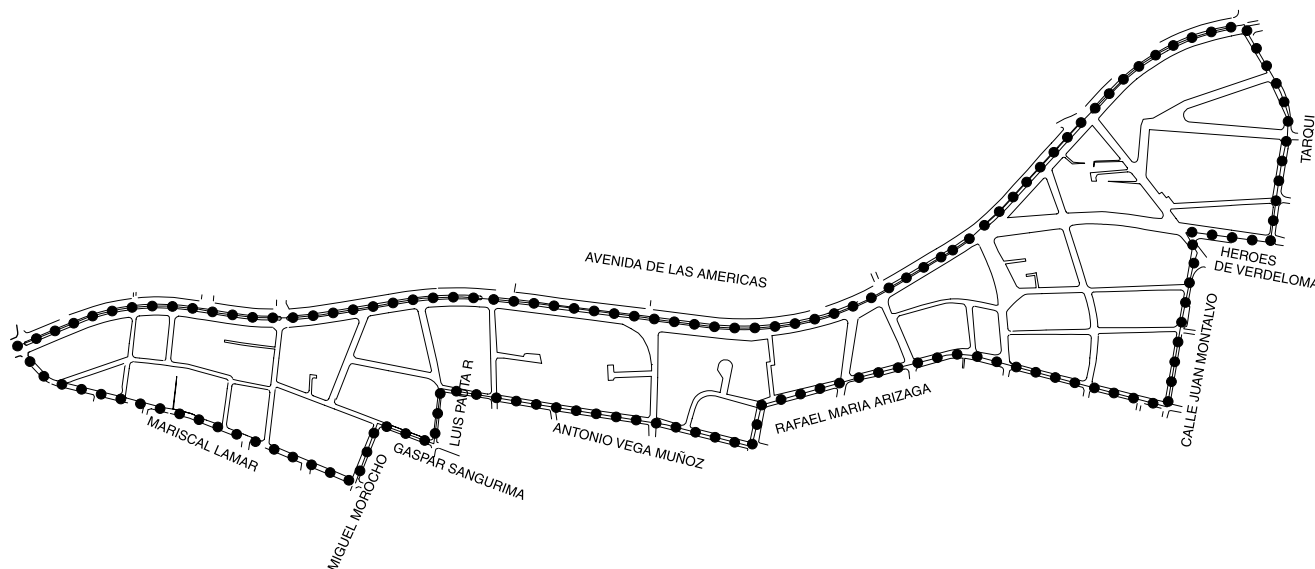 TARQUI
AVENIDA DE LAS AMERICAS
HEROES
DE VERDELOMA
CALLE JUAN MONTALVO
LUIS PAUTA R
RAFAEL MARIA ARIZAGA
MARISCAL LAMAR
ANTONIO VEGA MUÑOZ
GASPAR SANGURIMA
MIGUEL MOROCHO